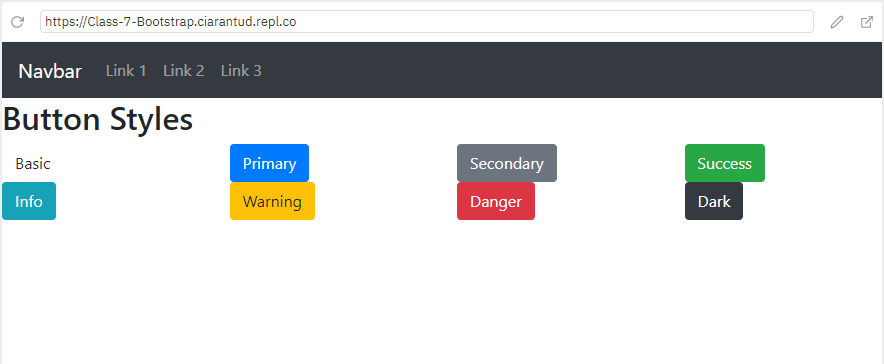 https://Class-7-Bootstrap.ciarantud.repl.co
Navbar Link 1 Link 2 Link 3
Button Styles
Basic Primary Secondary Success
Info Warning Danger Dark